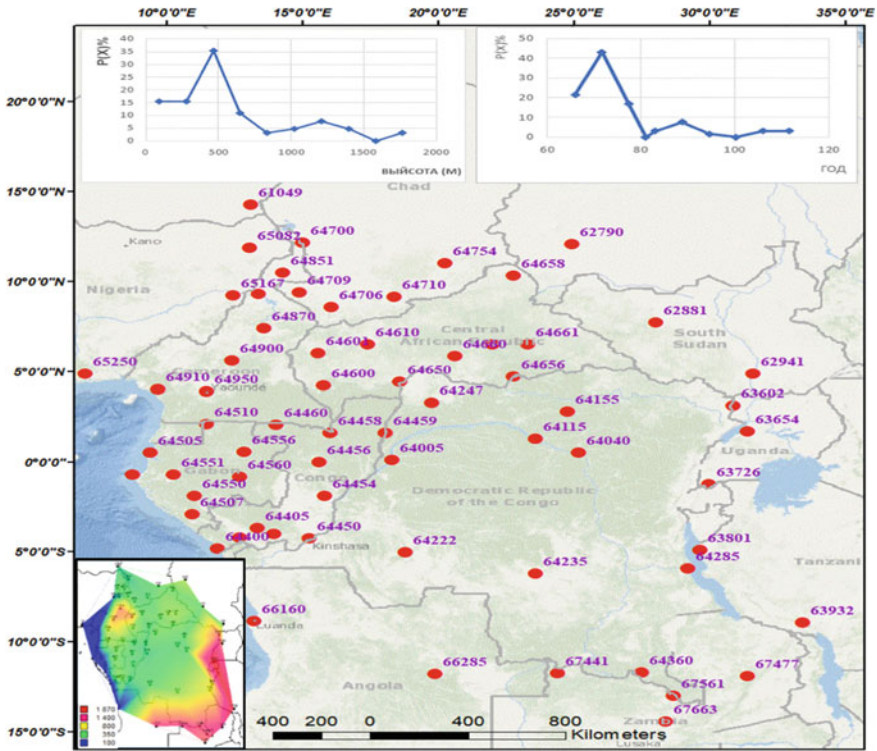 10°0'0"E 15°0'0"E 20°0'0"E 25°0'0"E 30°0'0"E 35°0'0"E
20°0'0"N
15°0'0"N
10°0'0"N
5°0'0"N
0°0'0"
5°0'0"S
10°0'0"S
15°0'0"S
P(X)%
40
35
30
25
20
15
10
5
0
0 500 1000 1500 2000
ВЫЙСОТА (М)
P(X)%
50
40
30
20
10
0
60 80 100 120
ГОД
Chad
61049
65082 64700
62790
Kano
64851
64754
64658
Nigeria
65167 64709
64706
64710
62881
64870
64601
64610
Central
African
64661
South
Sudan
64900
65250
64600
64650
64656
62941
64910
64950
64247
63602
64510
64460
64458
64459
64155
63654
64505
64556
64456
64005
64115
64040
Uganda
64551
Gabon
64560
Congo
63726
64550
64454
Democratic Republic
of the Congo
64507
64405
64400
64450
Kinshasa
64222
63801
64285
Tanzani
64235
66160
Luanda
63932
66285
67441
64360
67477
Angola
67561
67663
Zambia
Lusaka
400 200 0 400 800
Kilometers
1 870
1 400
800
350
100